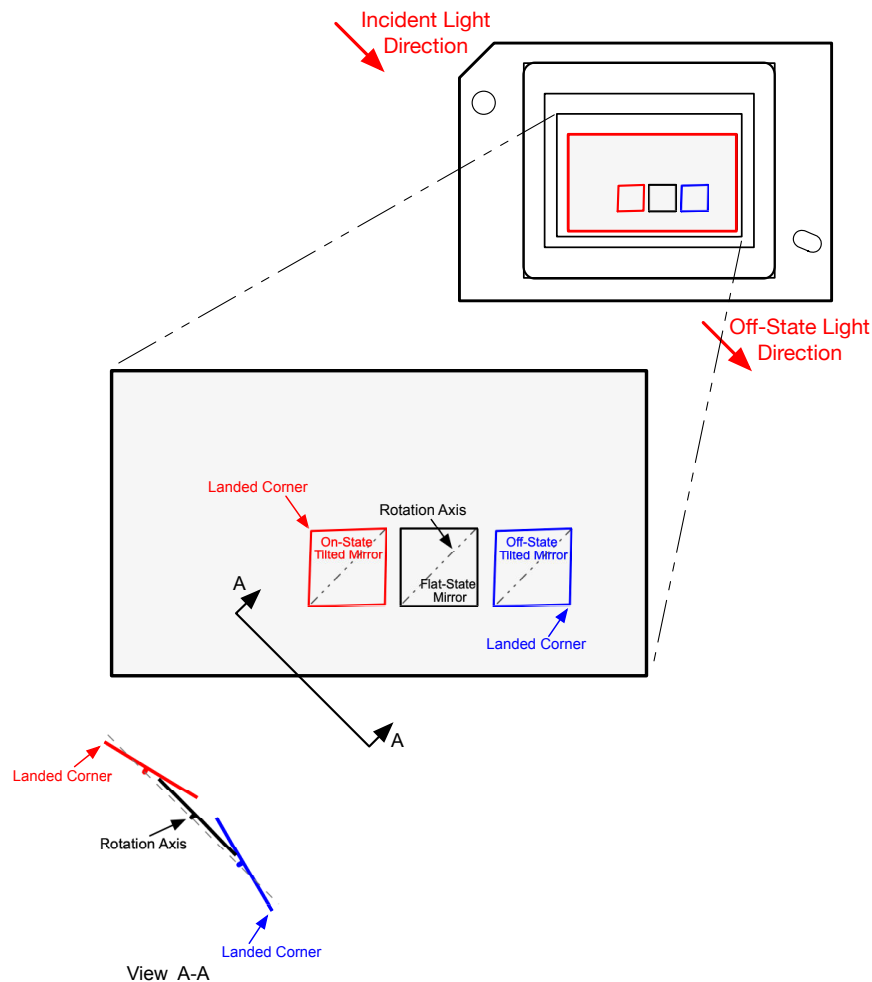 Incident Light
Direction
Off-State Light
Direction
Landed Corner
Rotation Axis
On-State
Tilted Mirror
Off-State
Tilted Mirror
Flat-State
Mirror
A
Landed Corner
A
Landed Corner
Rotation Axis
Landed Corner
View A-A